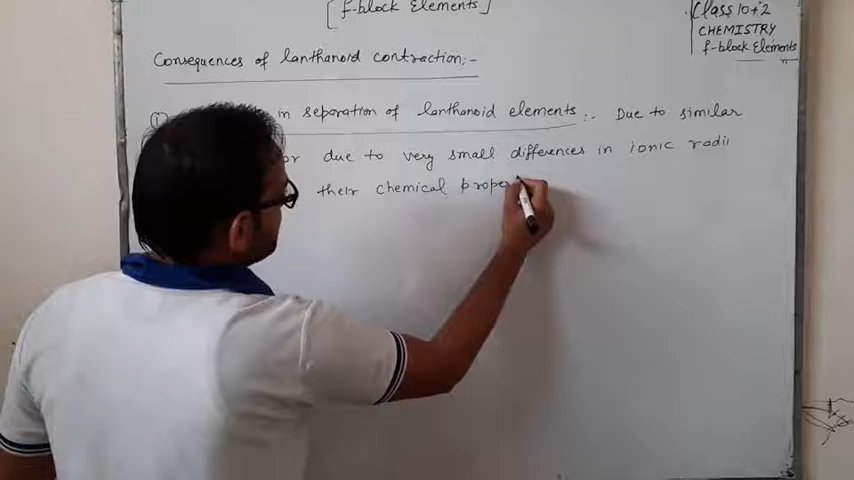 [f-block Elements]
Class 10+2
CHEMISTRY
f-block Elements
Consequences of lanthanoid contraction:-
① in separation of lanthanoid elements :- Due to similar
or due to very small differences in ionic radii
their chemical proper